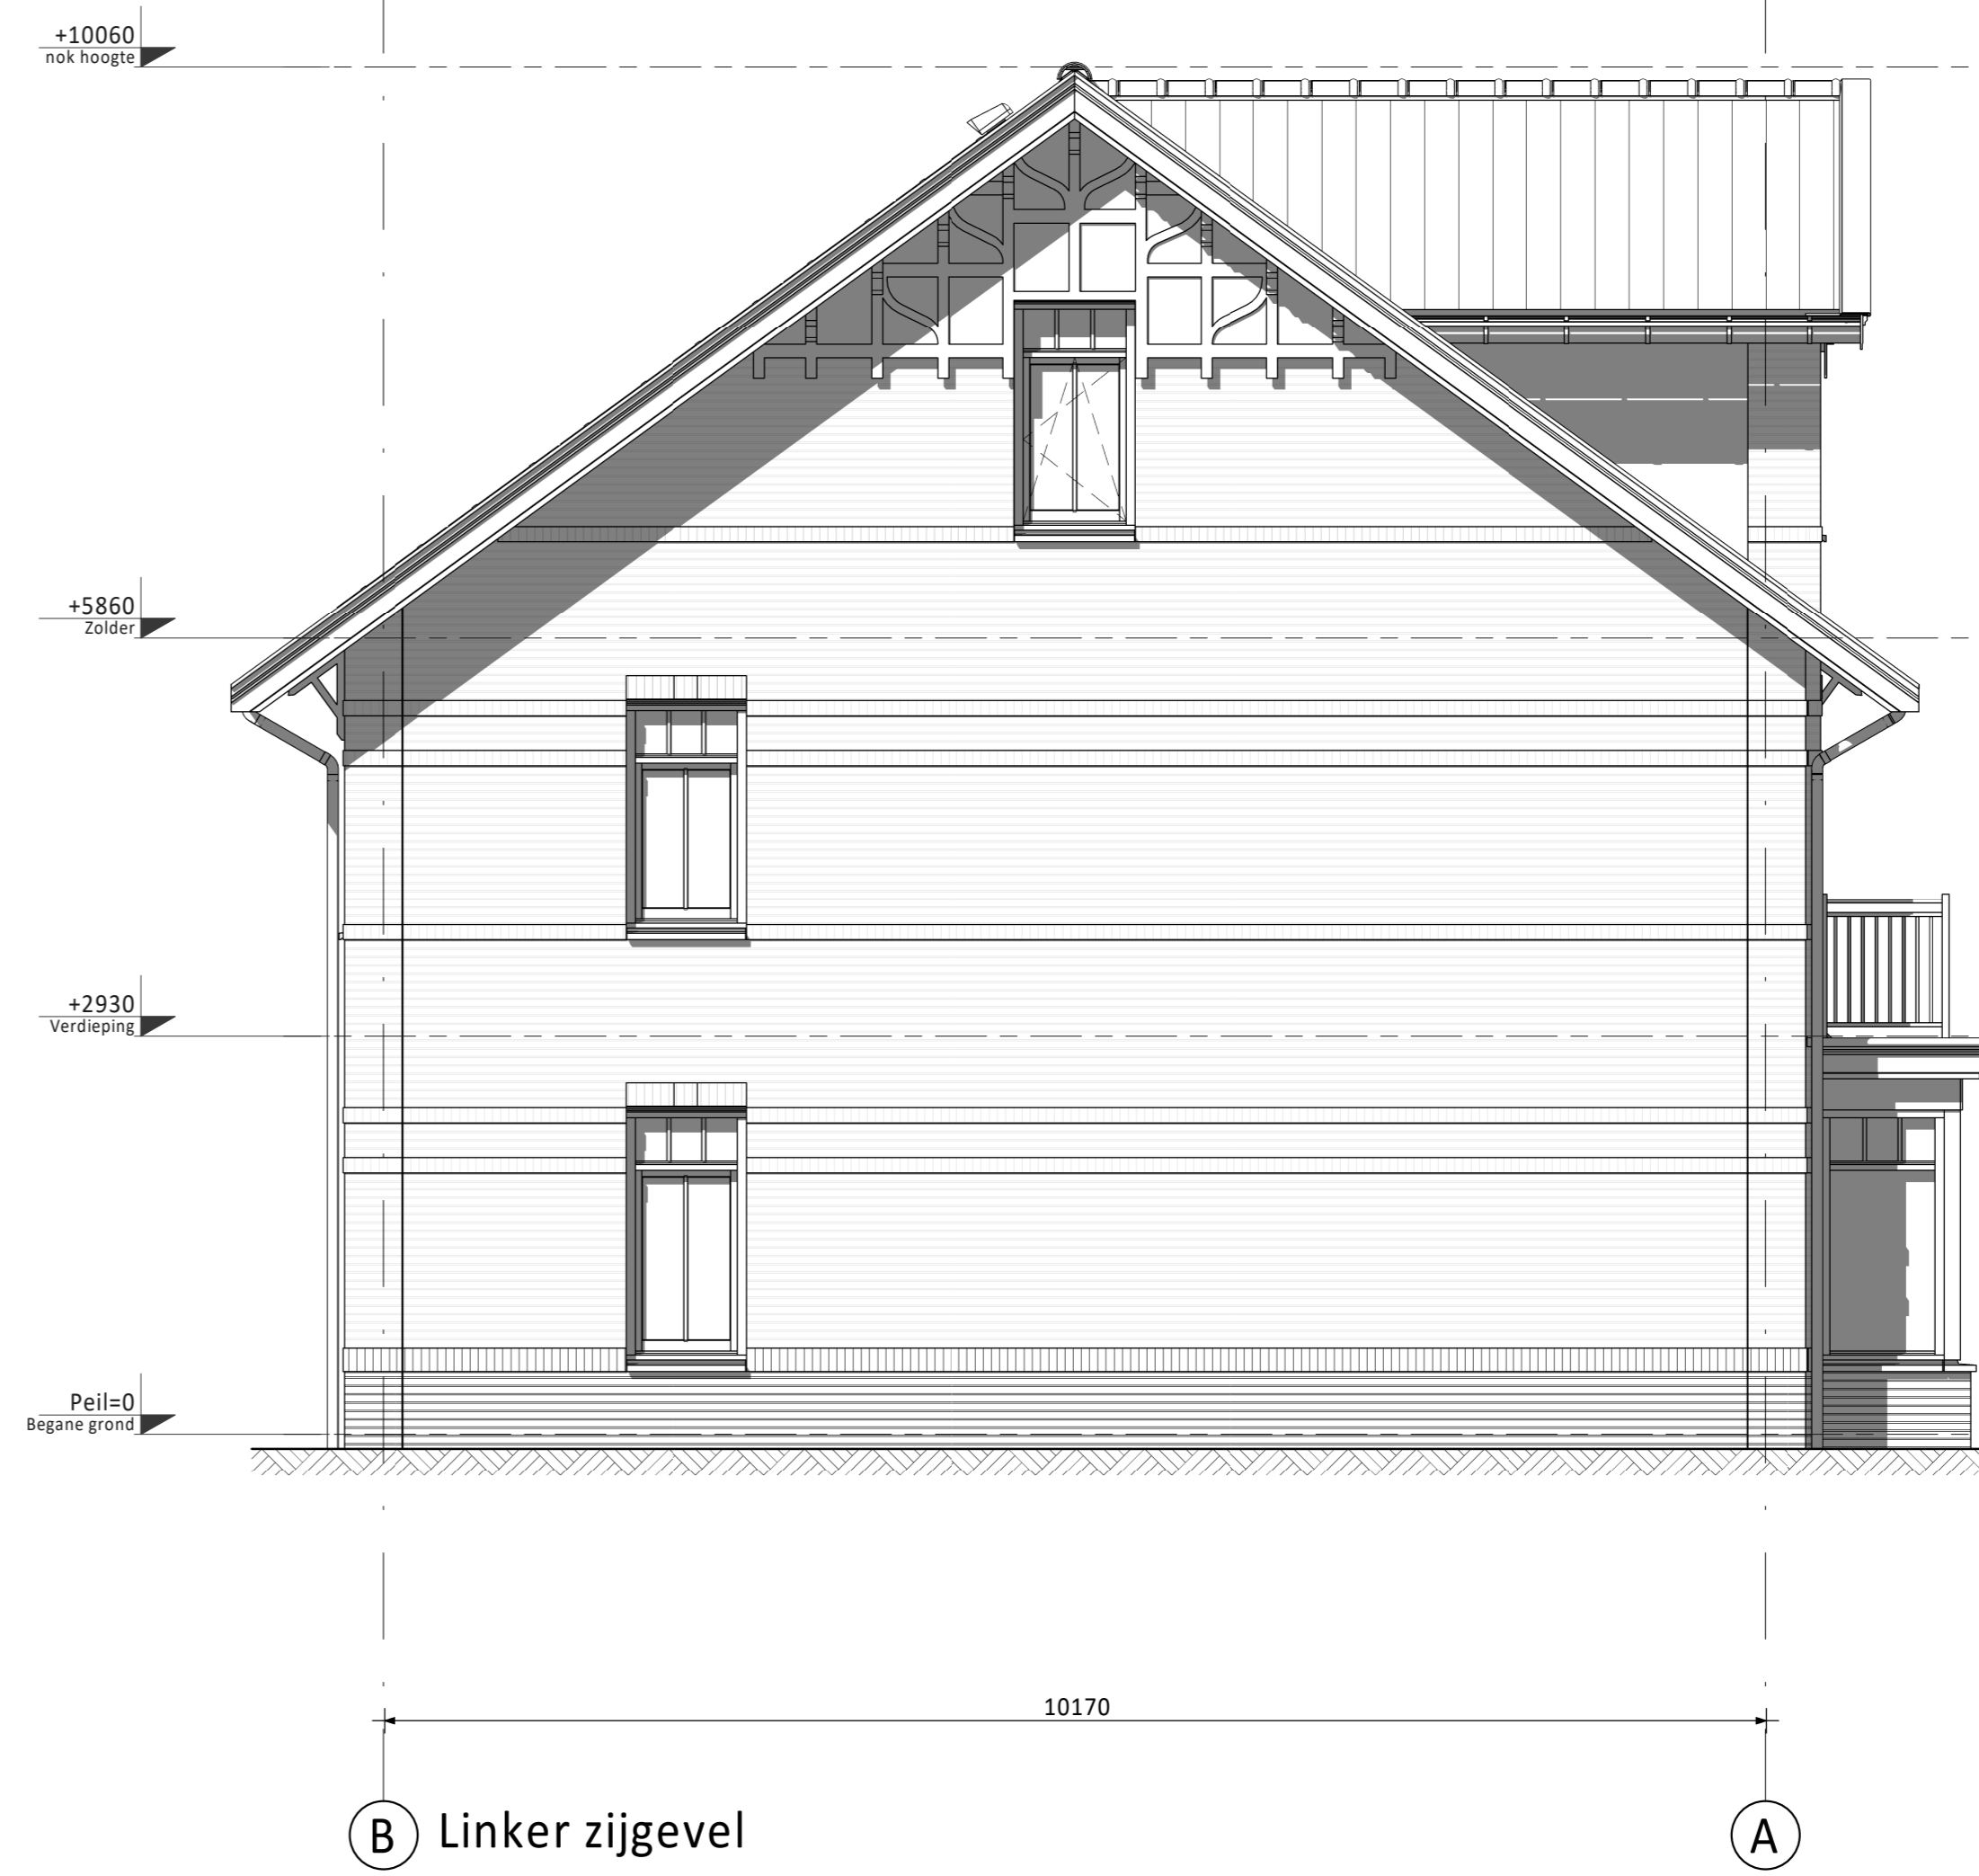 +10060
nok hoogte
+5860
Zolder
+2930
Verdieping
Peil=0
Begane grond
10170
B Linker zijgevel
A